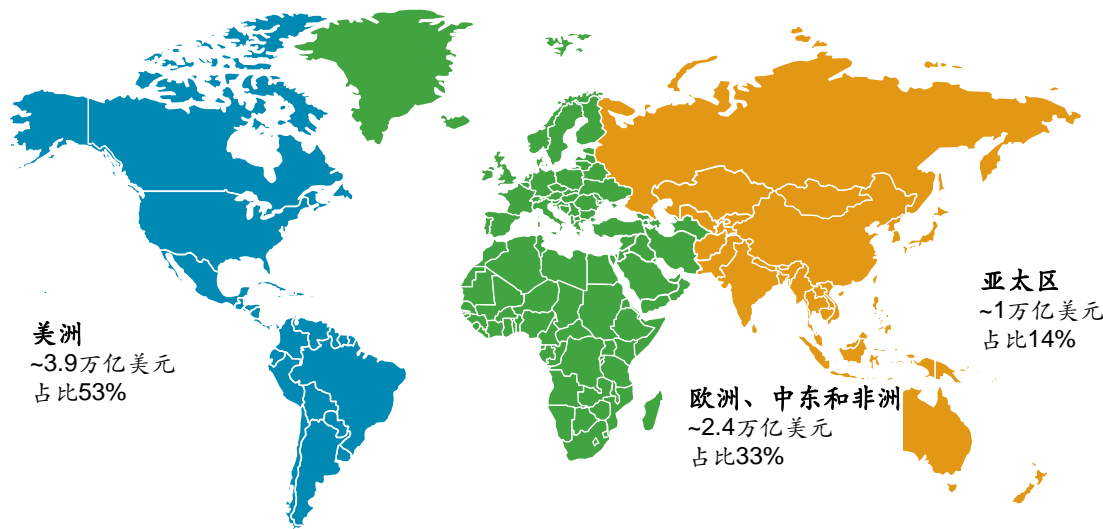 美洲
~3.9万亿美元
占比53%
欧洲、中东和非洲
~2.4万亿美元
占比33%
亚太区
~1万亿美元
占比14%